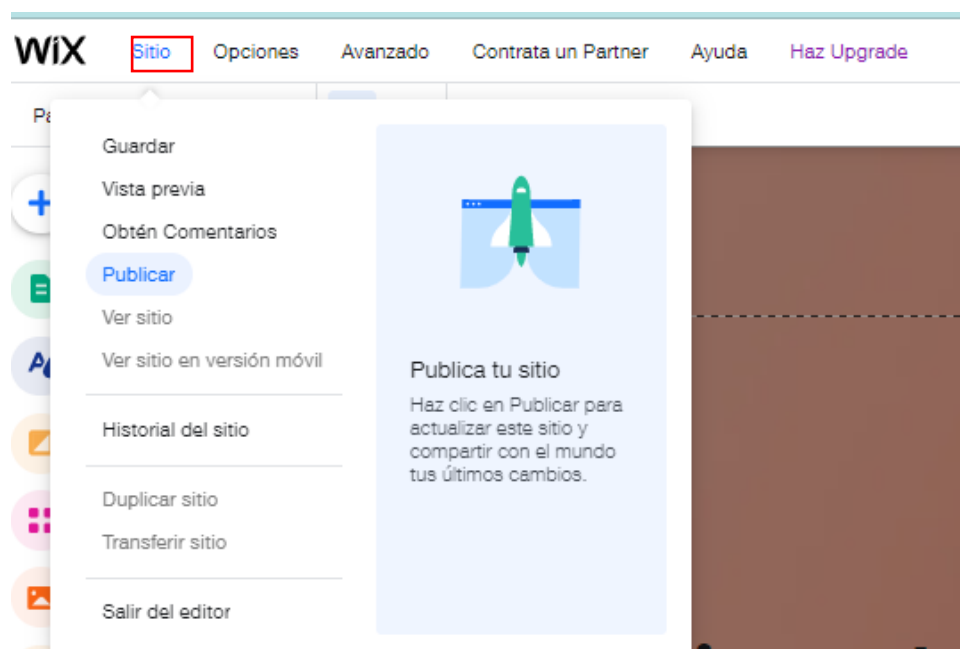 WiX Sitio Opciones Avanzado Contrata un Partner Ayuda Haz Upgrade
Guardar
Vista previa
Obtén Comentarios
Publicar
Ver sitio
Ver sitio en versión móvil
Historial del sitio
Duplicar sitio
Transferir sitio
Salir del editor
Publica tu sitio
Haz clic en Publicar para
actualizar este sitio y
compartir con el mundo
tus últimos cambios.